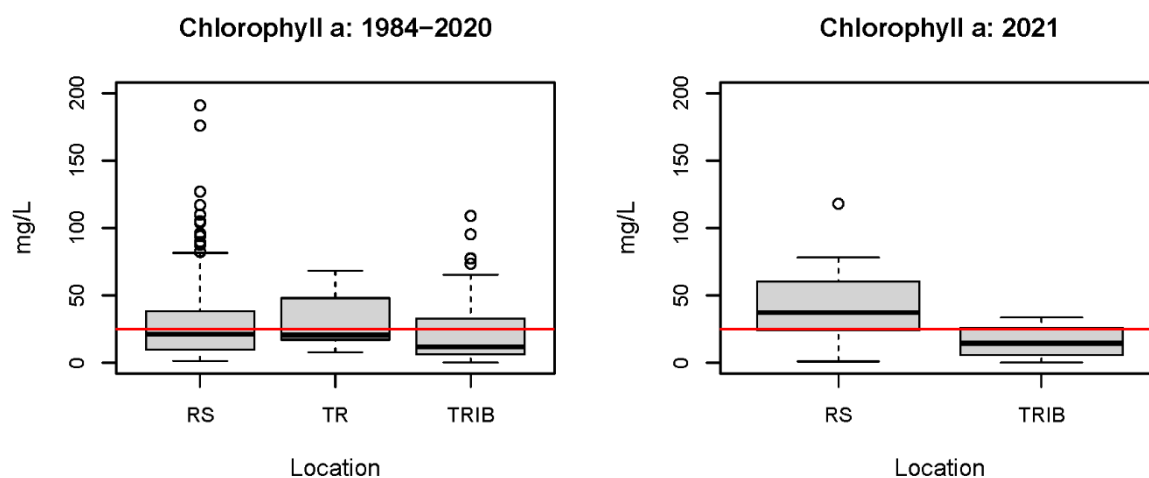 Chlorophyll a: 1984−2020
mg/L
200
150
100
50
0
RS TR TRIB
Location
Chlorophyll a: 2021
mg/L
200
150
100
50
0
RS TRIB
Location